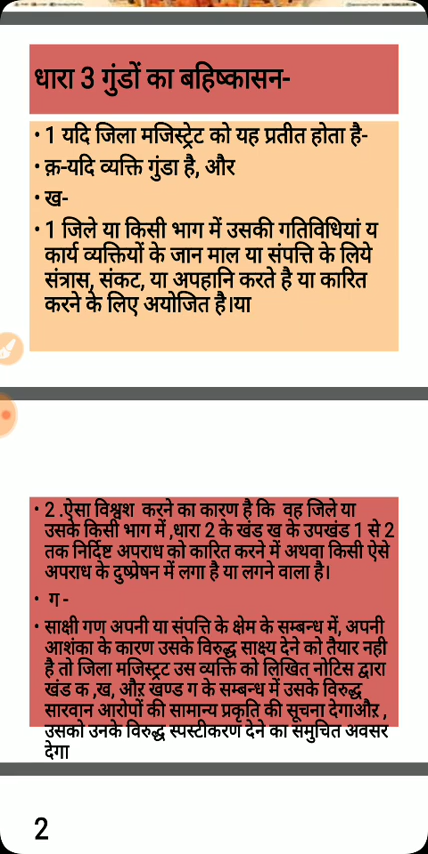 धारा 3 गुंडों का बहिष्कासन-
• 1 यदि जिला मजिस्ट्रेट को यह प्रतीत होता है-
• क़-यदि व्यक्ति गुंडा है, और
• ख-
• 1 जिले या किसी भाग में उसकी गतिविधियां य
कार्य व्यक्तियों के जान माल या संपत्ति के लिये
संत्रास, संकट, या अपहानि करते है या कारित
करने के लिए अयोजित है।या
• 2 .ऐसा विश्वश करने का कारण है कि वह जिले या
उसके किसी भाग में ,धारा 2 के खंड ख के उपखंड 1 से 2
तक निर्दिष्ट अपराध को कारित करने में अथवा किसी ऐसे
अपराध के दुष्प्रेषन में लगा है या लगने वाला है।
• ग -
• साक्षी गण अपनी या संपत्ति के क्षेम के सम्बन्ध में, अपनी
आशंका के कारण उसके विरुद्ध साक्ष्य देने को तैयार नही
है तो जिला मजिस्ट्रट उस व्यक्ति को लिखित नोटिस द्वारा
खंड क ,ख, औऱ खण्ड ग के सम्बन्ध में उसके विरुद्ध
सारवान आरोपों की सामान्य प्रकृति की सूचना देगाऔऱ ,
उसको उनके विरुद्ध स्पस्टीकरण देने का समुचित अवसर
देगा
2